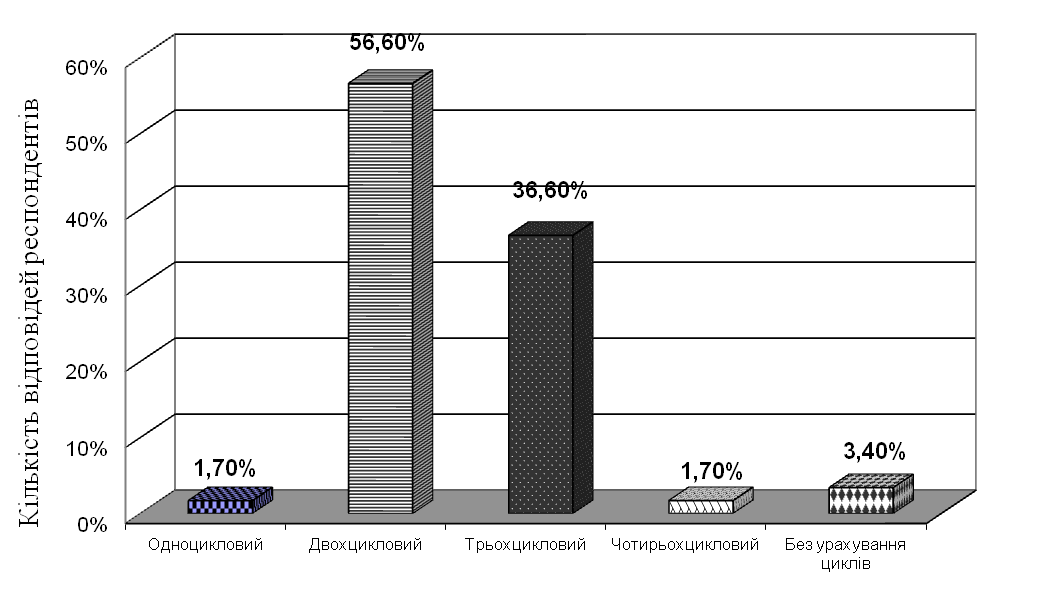 Кількість відповідей респондентів
60%
50%
40%
30%
20%
10%
0%
1,70%
56,60%
36,60%
1,70%
3,40%
Одноцикловий
Двохцикловий
Трьохцикловий
Чотирьохцикловий
Без урахування
циклів